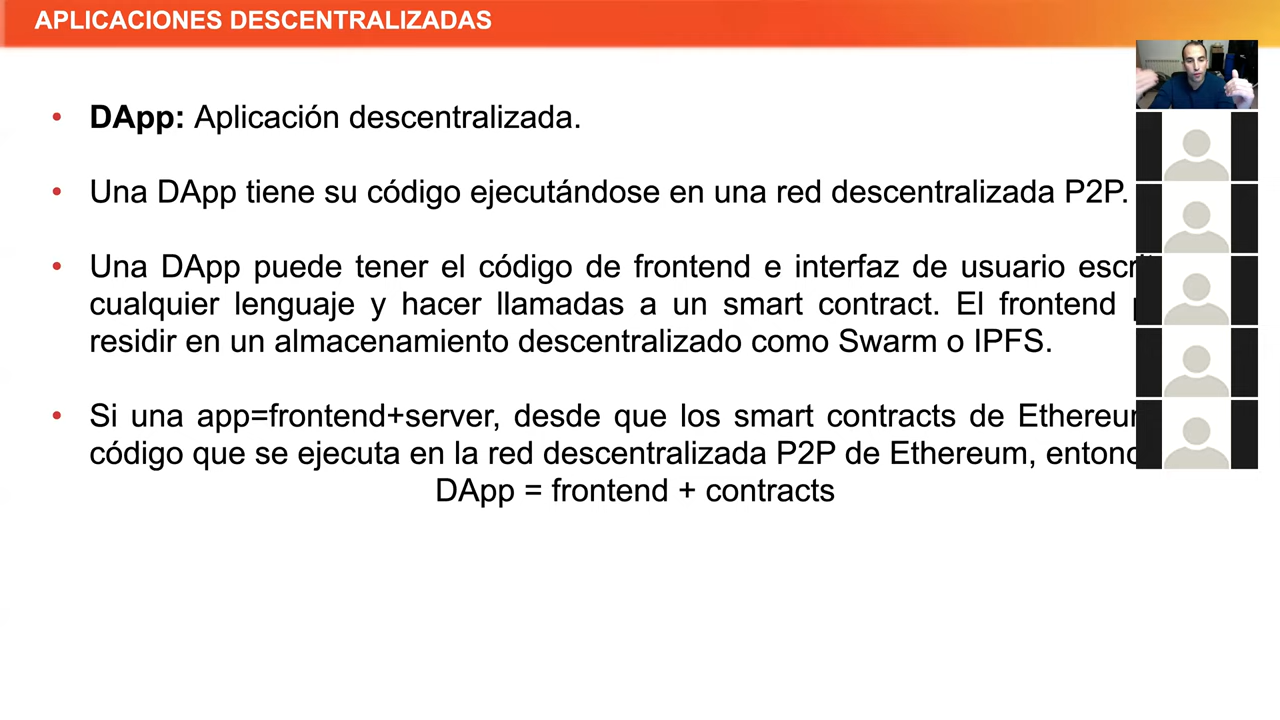 APLICACIONES DESCENTRALIZADAS
• DApp: Aplicación descentralizada.
• Una DApp tiene su código ejecutándose en una red descentralizada P2P.
• Una DApp puede tener el código de frontend e interfaz de usuario
cualquier lenguaje y hacer llamadas a un smart contract. El frontend
residir en un almacenamiento descentralizado como Swarm o IPFS.
• Si una app=frontend+server, desde que los smart contracts de
código que se ejecuta en la red descentralizada P2P de Ethereum,
DApp = frontend + contracts